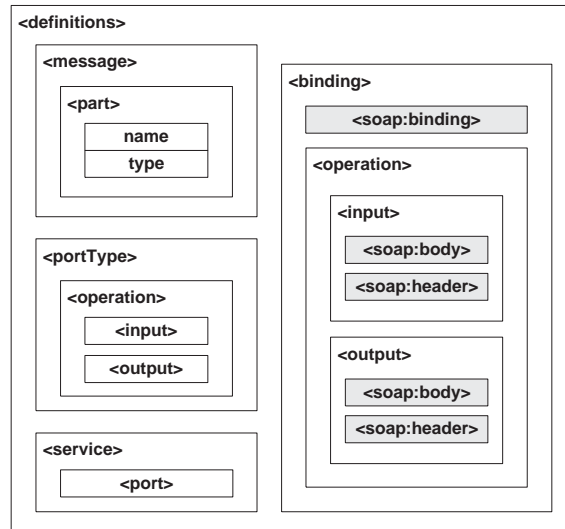 <definitions>
<message>
<part>
name
type
<portType>
<operation>
<input>
<output>
<service>
<port>
<binding>
<soap:binding>
<operation>
<input>
<soap:body>
<soap:header>
<output>
<soap:body>
<soap:header>